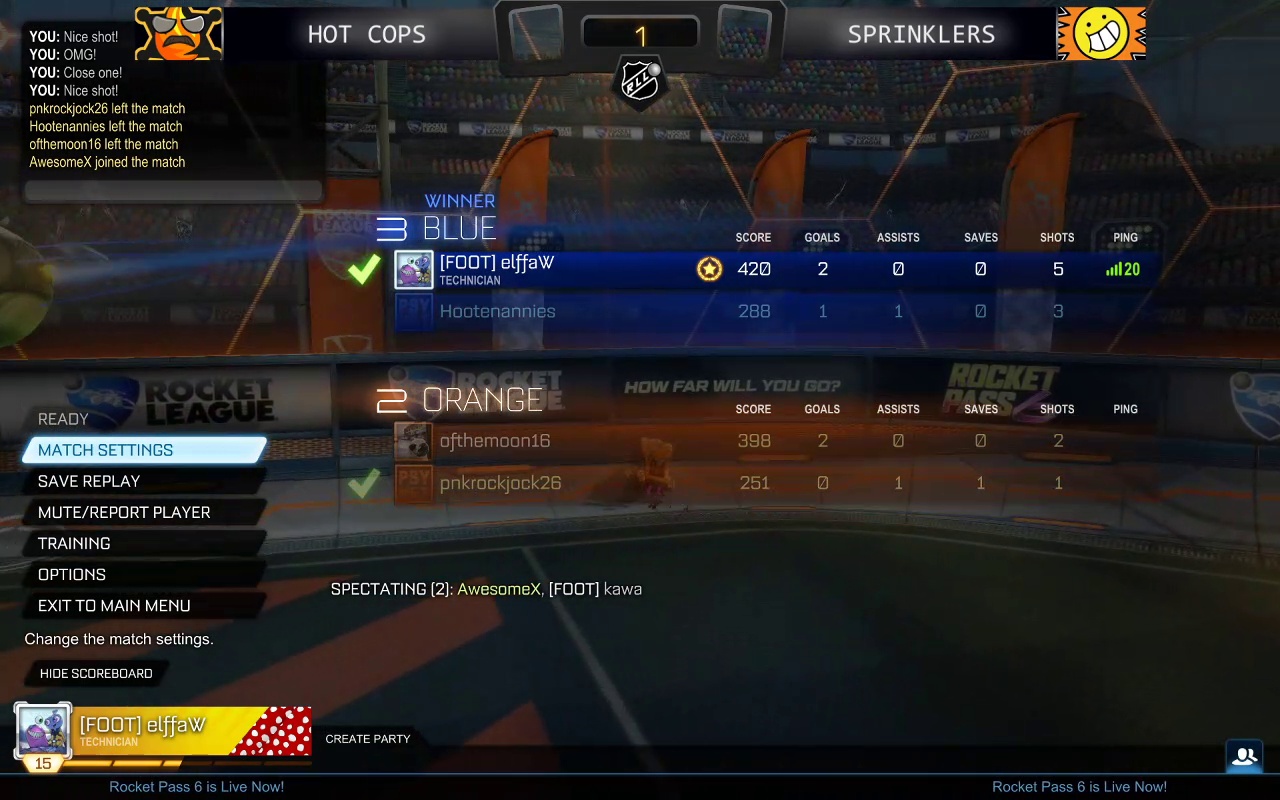 HOT COPS
1
SPRINKLERS
RLL
YOU: Nice shot!
YOU: OMG!
YOU: Close one!
YOU: Nice shot!
pnkrockjock26 left the match
Hootenannies left the match
ofthemoon16 left the match
AwesomeX joined the match
WINNER
3 BLUE
SCORE GOALS ASSISTS SAVES SHOTS PING
[FOOT] elffaW 420 2 0 0 5 20
TECHNICIAN
Hootenannies 288 1 1 0 3
ROCKET LEAGUE
HOW FAR WILL YOU GO?
ROCKET PASS 2
2 ORANGE
SCORE GOALS ASSISTS SAVES SHOTS PING
ofthemoon16 398 2 0 0 2
pnkrockjock26 251 0 1 1 1
READY
MATCH SETTINGS
SAVE REPLAY
MUTE/REPORT PLAYER
TRAINING
OPTIONS
EXIT TO MAIN MENU
SPECTATING (2): AwesomeX, [FOOT] kawa
Change the match settings.
HIDE SCOREBOARD
[FOOT] elffaW
TECHNICIAN
15
CREATE PARTY
Rocket Pass 6 is Live Now!
Rocket Pass 6 is Live Now!